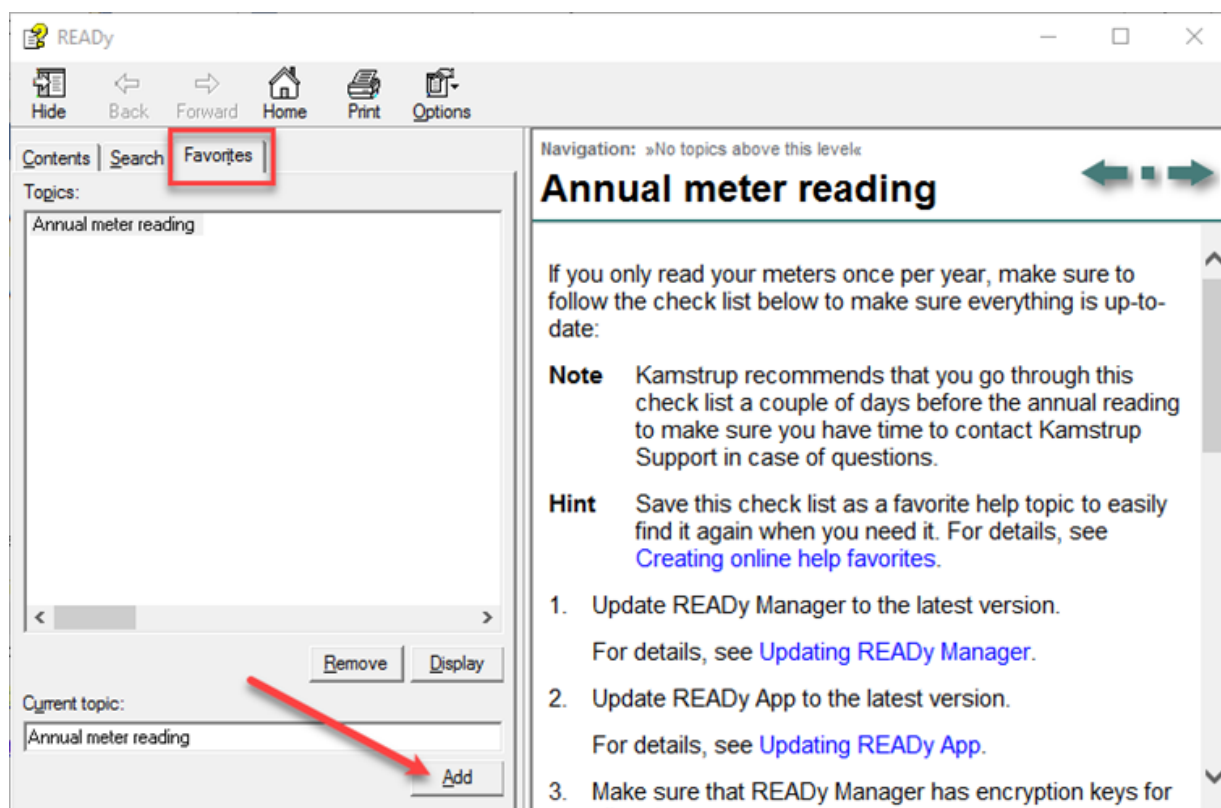 READy
Hide Back Forward Home Print Options
Contents Search Favorites
Topics:
Annual meter reading
Remove Display
Current topic:
Annual meter reading
Add
Navigation: »No topics above this level«
Annual meter reading
If you only read your meters once per year, make sure to
follow the check list below to make sure everything is up-to-
date:
Note Kamstrup recommends that you go through this
check list a couple of days before the annual reading
to make sure you have time to contact Kamstrup
Support in case of questions.
Hint Save this check list as a favorite help topic to easily
find it again when you need it. For details, see
Creating online help favorites.
1. Update READy Manager to the latest version.
For details, see Updating READy Manager.
2. Update READy App to the latest version.
For details, see Updating READy App.
3. Make sure that READy Manager has encryption keys for